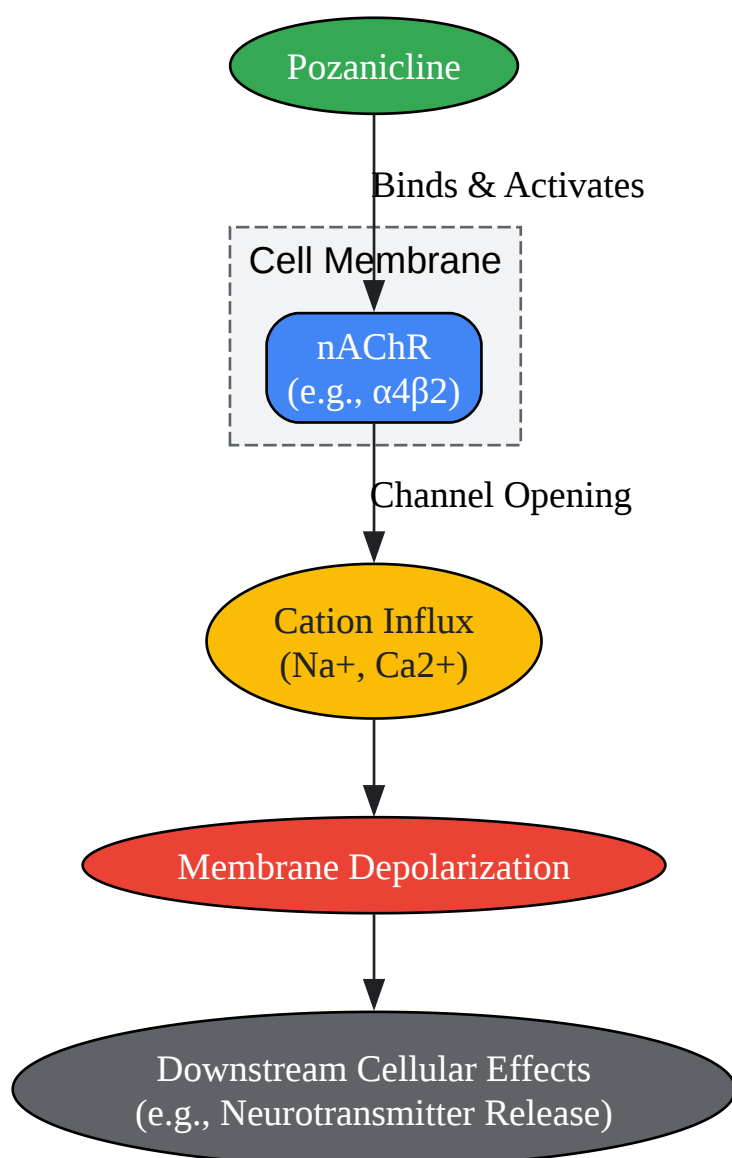 Pozanicline
Binds & Activates
Cell Membrane
nAChR
(e.g., α4β2)
Channel Opening
Cation Influx
(Na+, Ca2+)
Membrane Depolarization
Downstream Cellular Effects
(e.g., Neurotransmitter Release)